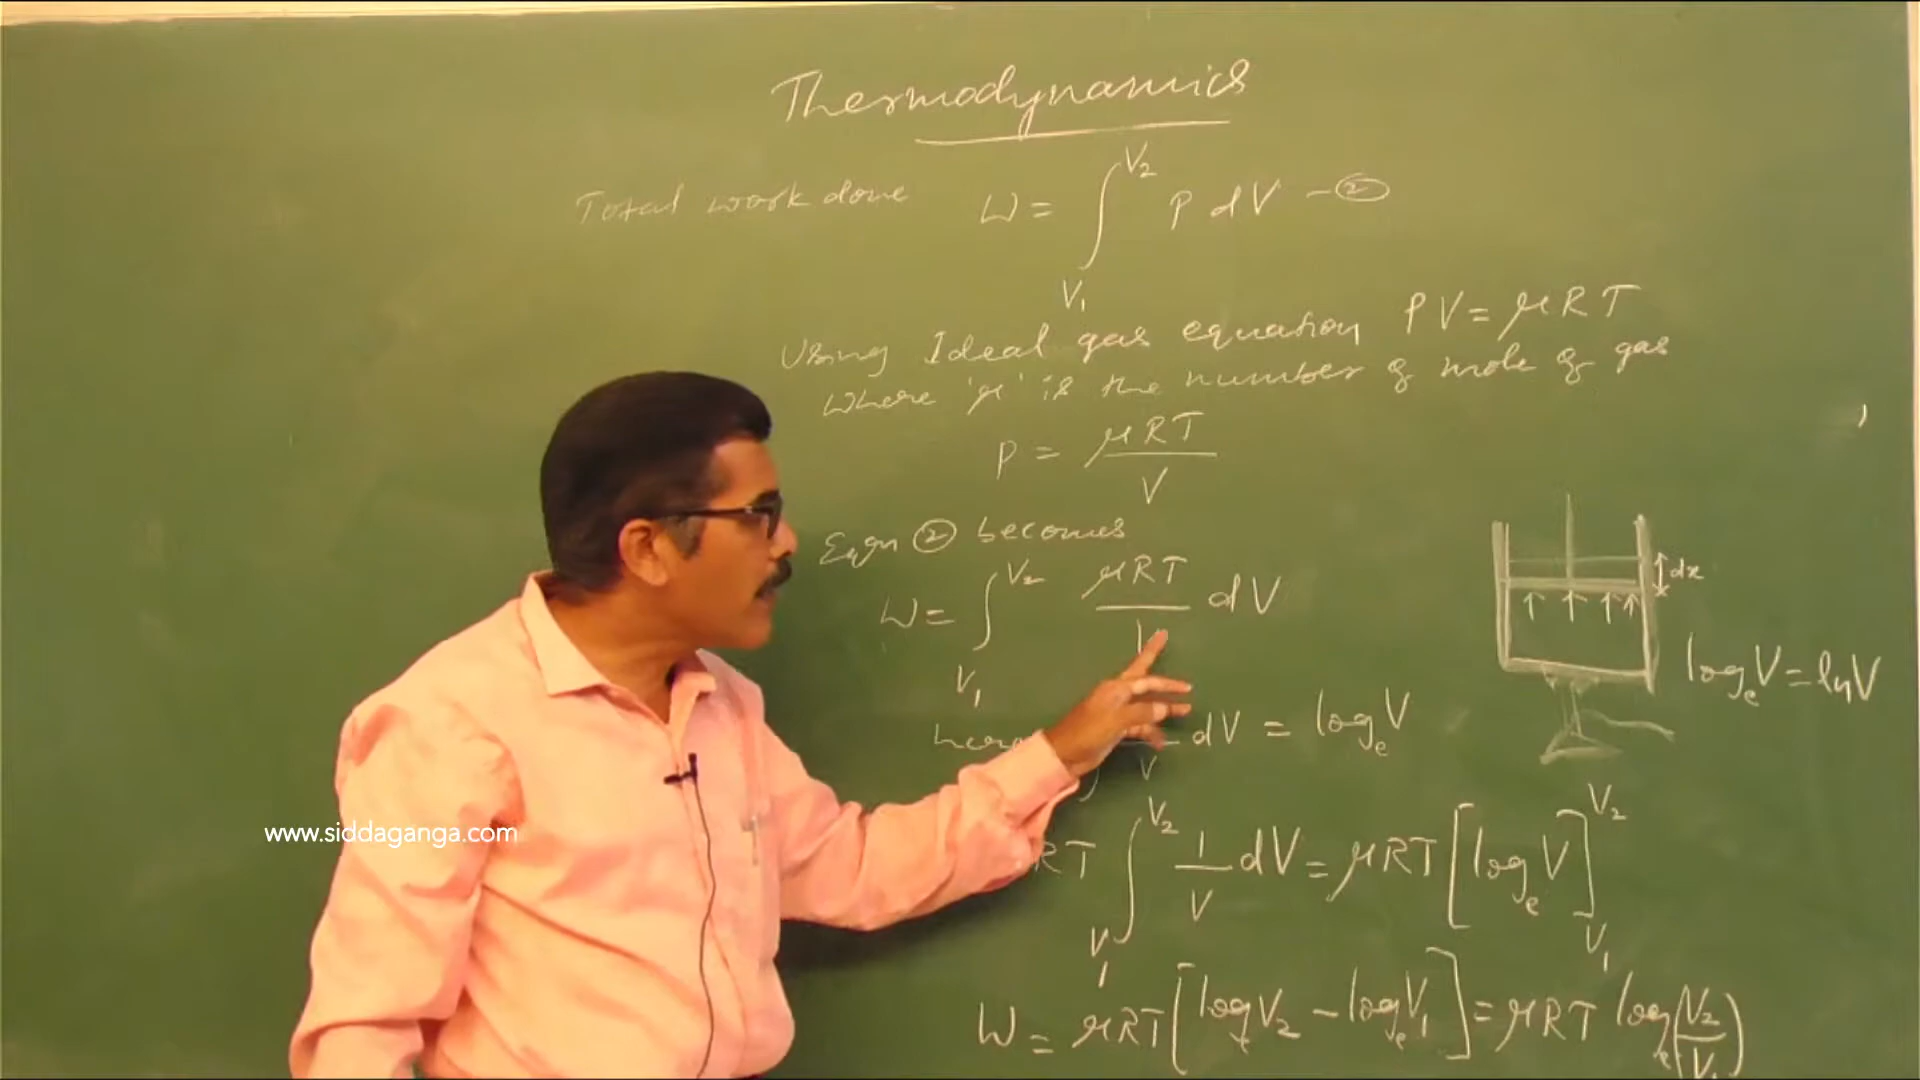 Thermodynamics
Total work done W = ∫ V₁ V₂ P dV – ②
Using Ideal gas equation PV = μRT
Where 'μ' is the number of mole of gas
P = μRT / V
Eqn ② becomes
W = ∫ V₁ V₂ μRT / V dV
dx
logₑV = lnV
dV = logₑV
V
RT ∫ V₁ V₂ 1/V dV = μRT [logₑV] V₁ V₂
W = μRT [logₑV₂ – logₑV₁] = μRT logₑ(V₂/V₁)
www.siddaganga.com